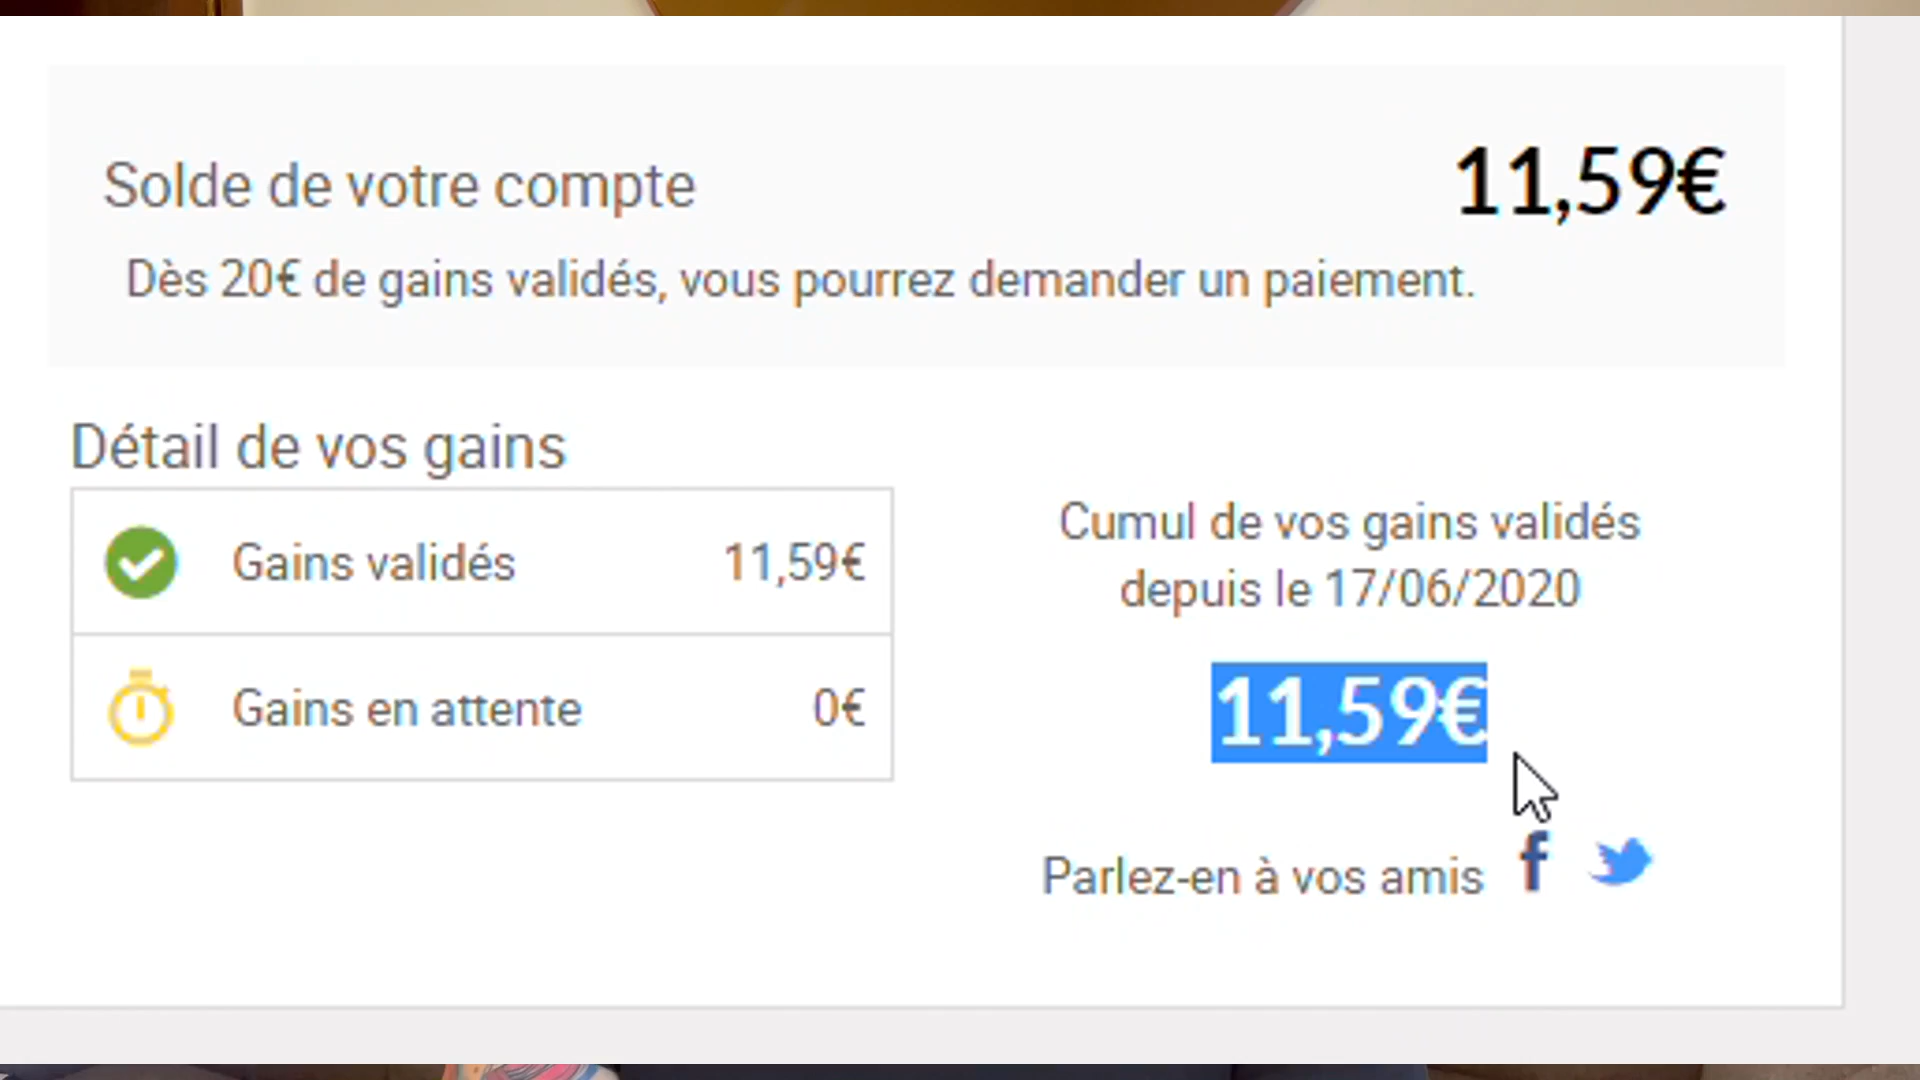 Solde de votre compte
11,59€
Dès 20€ de gains validés, vous pourrez demander un paiement.
Détail de vos gains
Gains validés 11,59€
Gains en attente 0€
Cumul de vos gains validés
depuis le 17/06/2020
11,59€
Parlez-en à vos amis